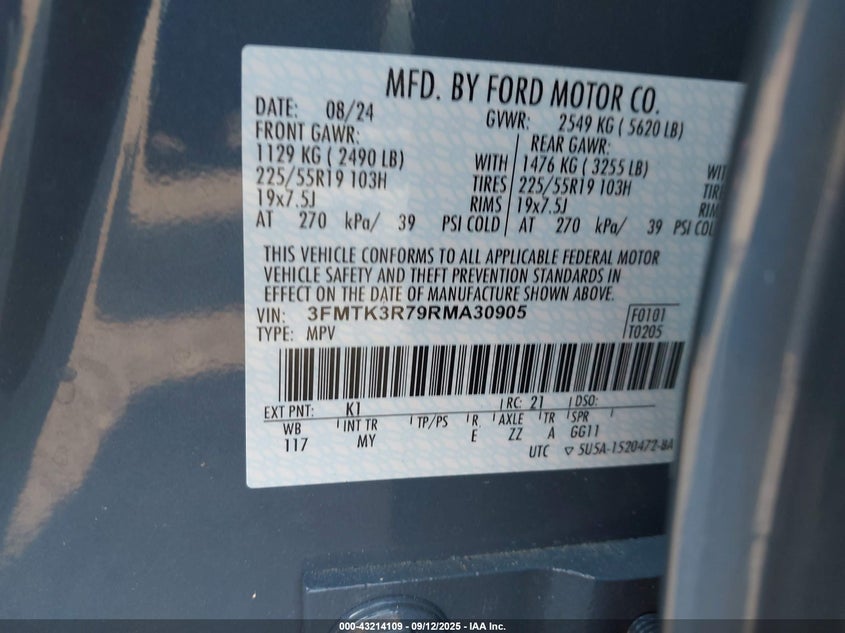 MFD. BY FORD MOTOR CO.
DATE: 08/24 GVWR: 2549 KG ( 5620 LB)
FRONT GAWR: REAR GAWR:
1129 KG ( 2490 LB) WITH 1476 KG ( 3255 LB)
225/55R19 103H TIRES 225/55R19 103H
19x7.5J RIMS 19x7.5J
AT 270 kPa/ 39 PSI COLD AT 270 kPa/ 39 PSI
THIS VEHICLE CONFORMS TO ALL APPLICABLE FEDERAL MOTOR
VEHICLE SAFETY AND THEFT PREVENTION STANDARDS IN
EFFECT ON THE DATE OF MANUFACTURE SHOWN ABOVE.
VIN: 3FMTK3R79RMA30905 F0101
TYPE: MPV T0205
EXT PNT: K1 RC: 21 DSO:
WB INT TR TP/PS R AXLE TR SPR
117 MY E ZZ A GG11
UTC ▽ 5U5A-1520472-BA
000-43214109 - 09/12/2025 - IAA Inc.